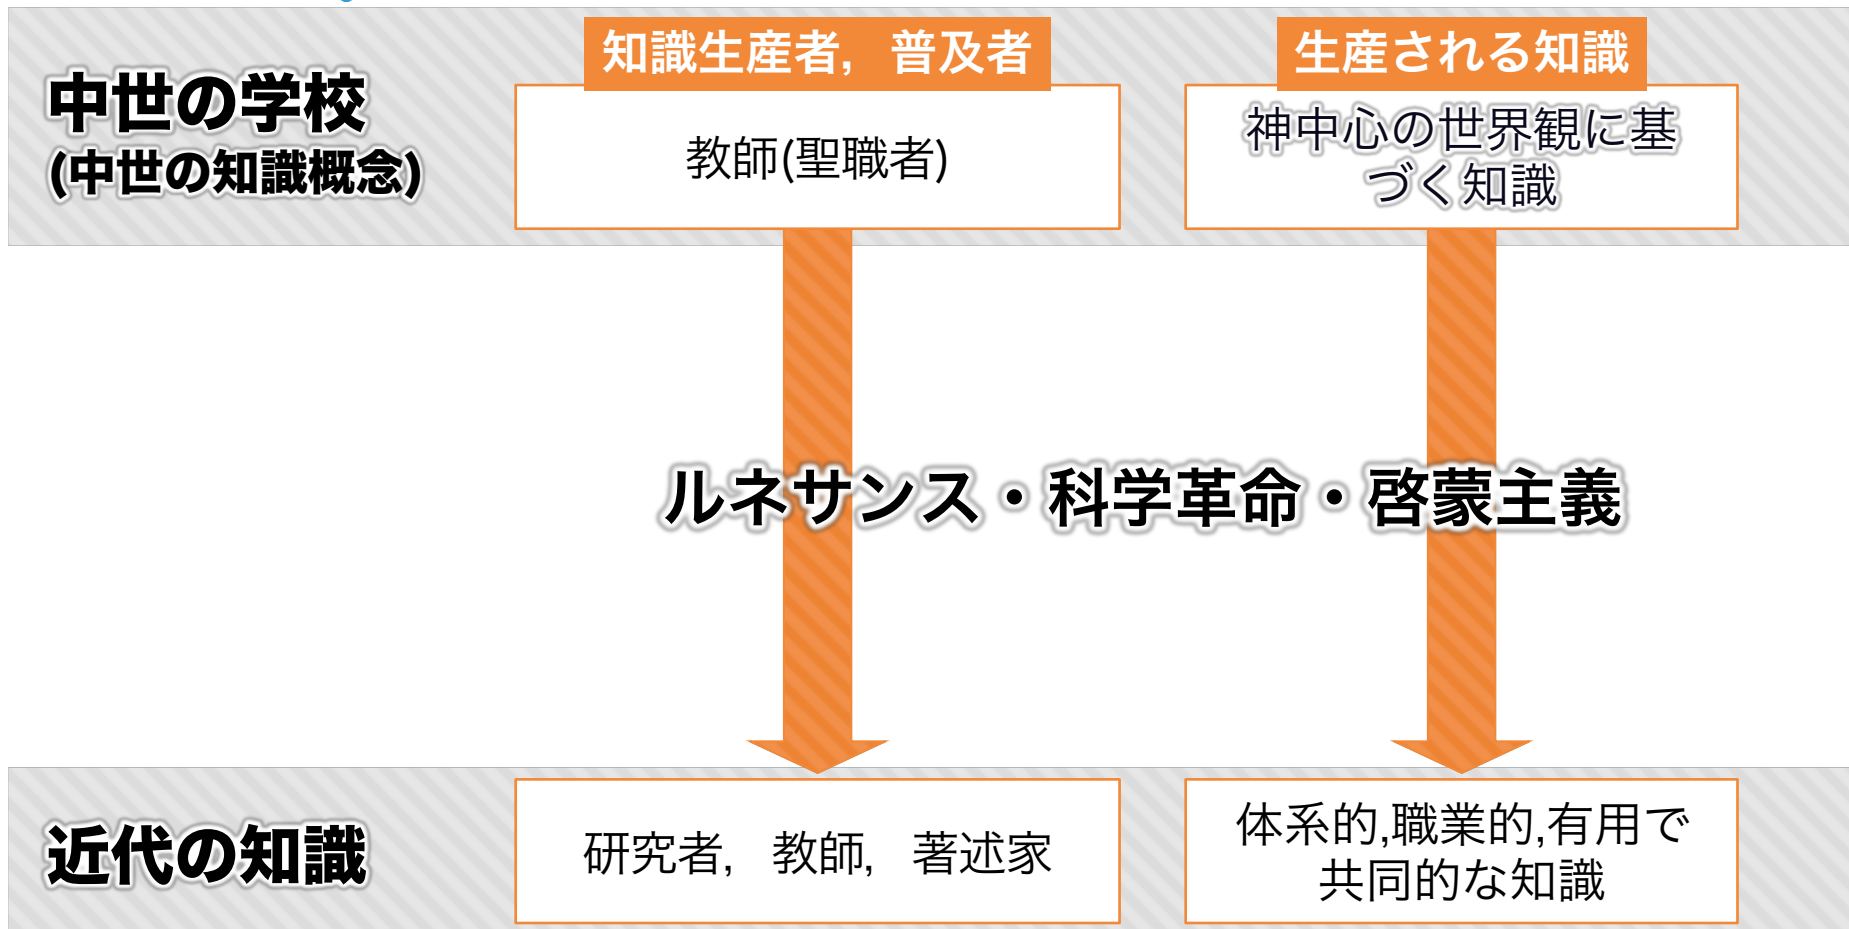 知識生産者, 普及者
生産される知識
中世の学校
(中世の知識概念)
教師(聖職者)
神中心の世界観に基
づく知識
ルネサンス・科学革命・啓蒙主義
近代の知識
研究者, 教師, 著述家
体系的,職業的,有用で
共同的な知識